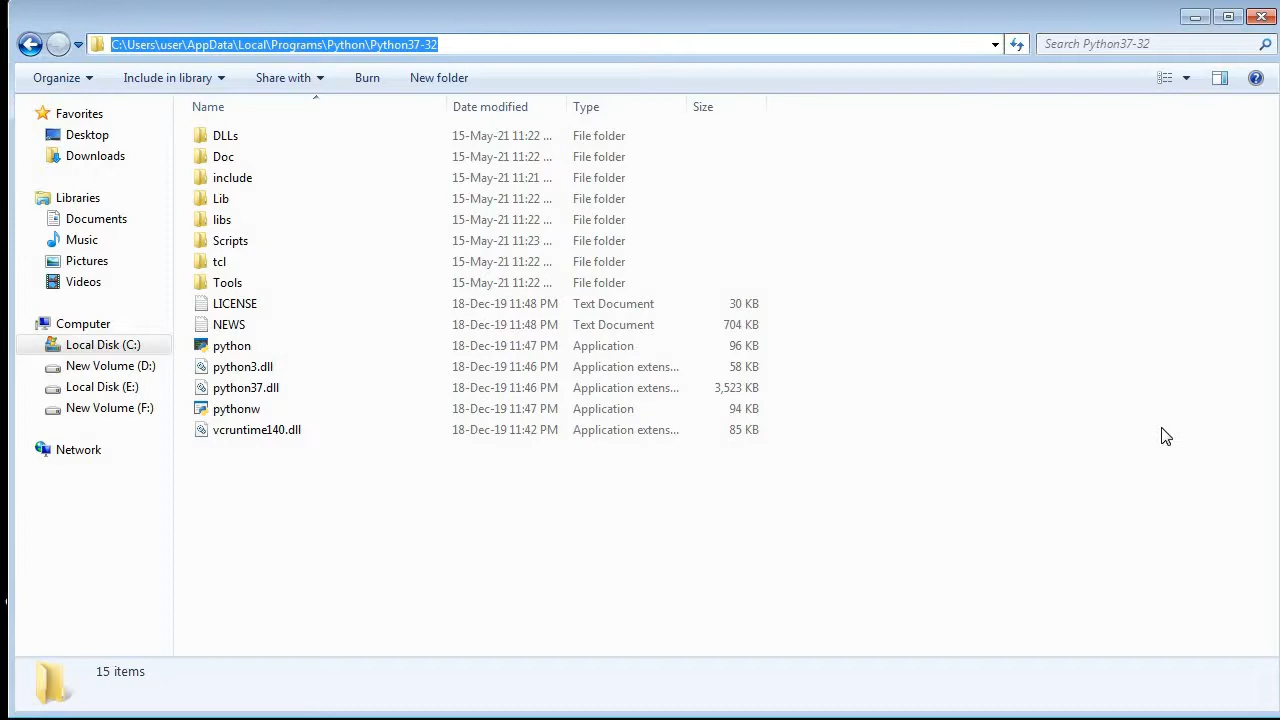 C:\Users\user\AppData\Local\Programs\Python\Python37-32
Search Python37-32
Organize Include in library Share with Burn New folder
Name Date modified Type Size
Favorites
Desktop
Downloads
Libraries
Documents
Music
Pictures
Videos
Computer
Local Disk (C:)
New Volume (D:)
Local Disk (E:)
New Volume (F:)
Network
DLLs 15-May-21 11:22 ... File folder
Doc 15-May-21 11:22 ... File folder
include 15-May-21 11:21 ... File folder
Lib 15-May-21 11:22 ... File folder
libs 15-May-21 11:22 ... File folder
Scripts 15-May-21 11:23 ... File folder
tcl 15-May-21 11:22 ... File folder
Tools 15-May-21 11:22 ... File folder
LICENSE 18-Dec-19 11:48 PM Text Document 30 KB
NEWS 18-Dec-19 11:48 PM Text Document 704 KB
python 18-Dec-19 11:47 PM Application 96 KB
python3.dll 18-Dec-19 11:46 PM Application extens... 58 KB
python37.dll 18-Dec-19 11:46 PM Application extens... 3,523 KB
pythonw 18-Dec-19 11:47 PM Application 94 KB
vcruntime140.dll 18-Dec-19 11:42 PM Application extens... 85 KB
15 items